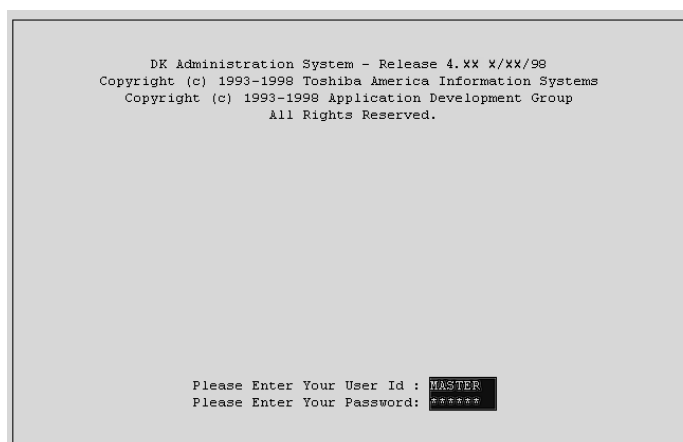 DK Administration System - Release 4.XX X/XX/98
Copyright (c) 1993-1998 Toshiba America Information Systems
Copyright (c) 1993-1998 Application Development Group
All Rights Reserved.
Please Enter Your User Id : MASTER
Please Enter Your Password: ******